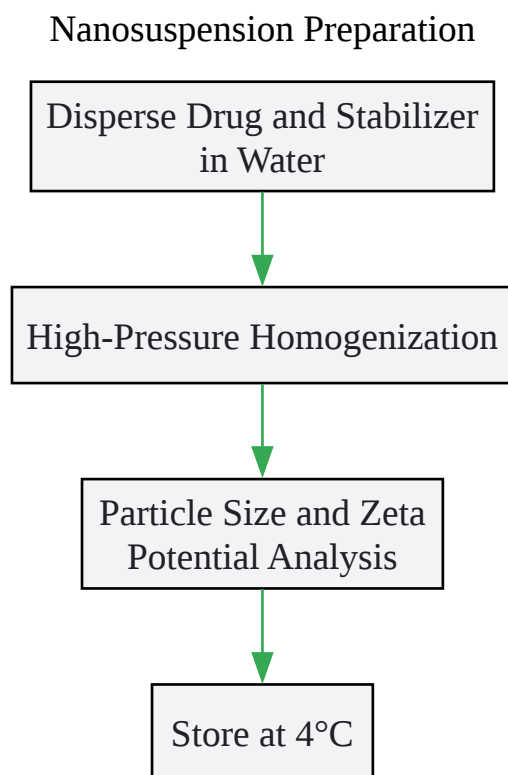 Nanosuspension Preparation
Disperse Drug and Stabilizer
in Water
High-Pressure Homogenization
Particle Size and Zeta
Potential Analysis
Store at 4°C